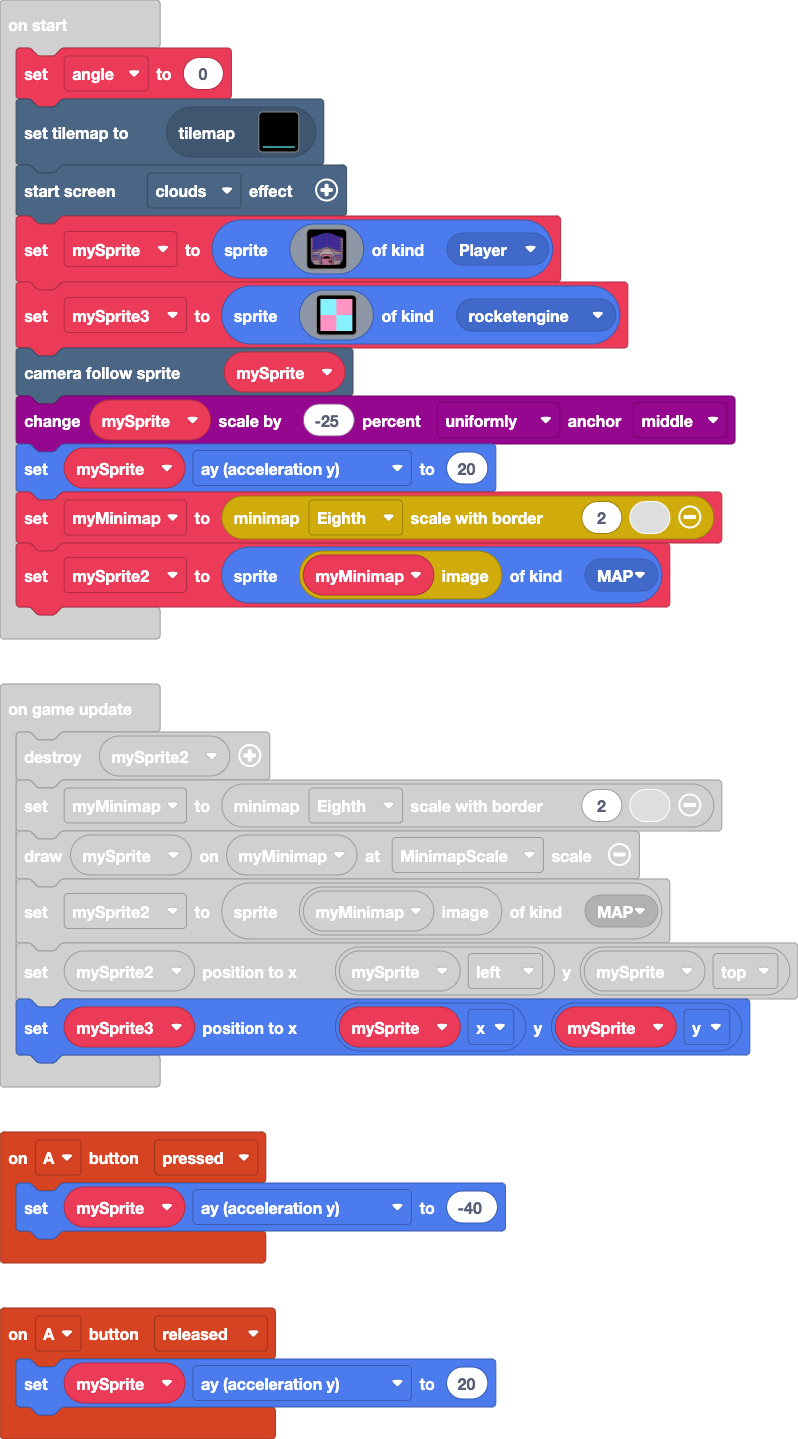 on start
set angle to 0
set tilemap to tilemap
start screen clouds effect
set mySprite to sprite of kind Player
set mySprite3 to sprite of kind rocketengine
camera follow sprite mySprite
change mySprite scale by -25 percent uniformly anchor middle
set mySprite ay (acceleration y) to 20
set myMinimap to minimap Eighth scale with border 2
set mySprite2 to sprite myMinimap image of kind MAP
on game update
destroy mySprite2
set myMinimap to minimap Eighth scale with border 2
draw mySprite on myMinimap at MinimapScale scale
set mySprite2 to sprite myMinimap image of kind MAP
set mySprite2 position to x mySprite left y mySprite top
set mySprite3 position to x mySprite x y mySprite y
on A button pressed
set mySprite ay (acceleration y) to -40
on A button released
set mySprite ay (acceleration y) to 20